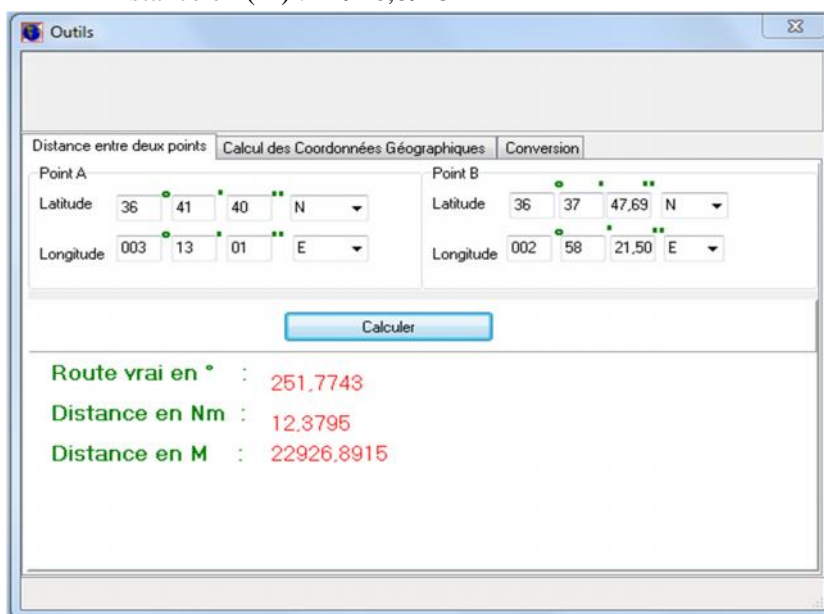 Outils
Distance entre deux points Calcul des Coordonnées Géographiques Conversion
Point A
Latitude 36 ° 41 ' 40 '' N
Longitude 003 ° 13 ' 01 '' E
Point B
Latitude 36 ° 37 ' 47,69 '' N
Longitude 002 ° 58 ' 21,50 '' E
Calculer
Route vrai en ° : 251,7743
Distance en Nm : 12,3795
Distance en M : 22926,8915